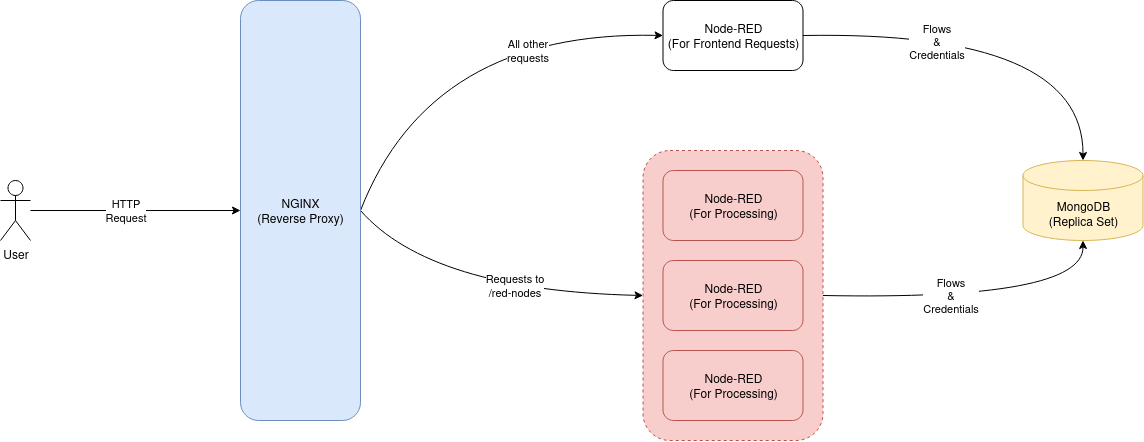 User
HTTP
Request
NGINX
(Reverse Proxy)
All other
requests
Node-RED
(For Frontend Requests)
Flows
&
Credentials
Requests to
/red-nodes
Node-RED
(For Processing)
Node-RED
(For Processing)
Node-RED
(For Processing)
Flows
&
Credentials
MongoDB
(Replica Set)